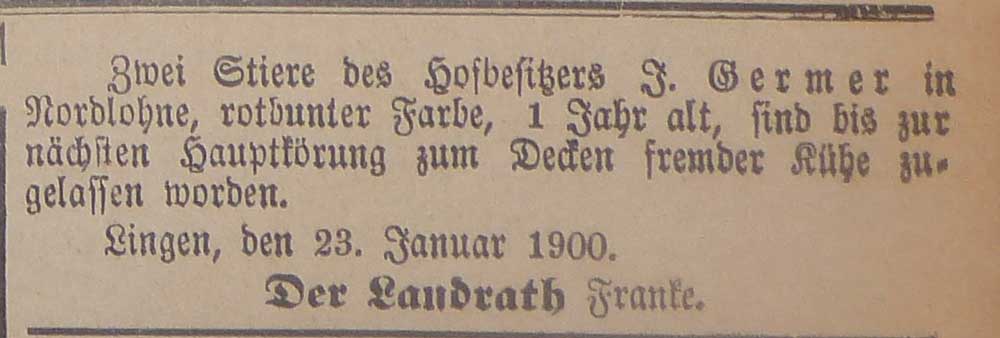 Zwei Stiere des Hofbesitzers J. Germer in
Nordlohne, rotbunter Farbe, 1 Jahr alt, sind bis zur
nächsten Hauptkörung zum Decken fremder Kühe zu-
gelassen worden.
Lingen, den 23. Januar 1900.
Der Landrath Franke.